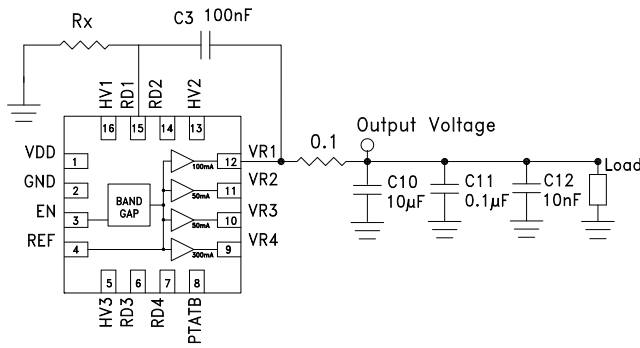 C3 100nF
Rx
HV1
RD1
RD2
HV2
16
15
14
13
VDD
1
GND
2
EN
3
REF
4
BAND
GAP
100mA
50mA
50mA
300mA
12
VR1
11
VR2
10
VR3
9
VR4
5
6
7
8
HV3
RD3
RD4
PTATB
0.1
Output Voltage
C10
10µF
C11
0.1µF
C12
10nF
Load